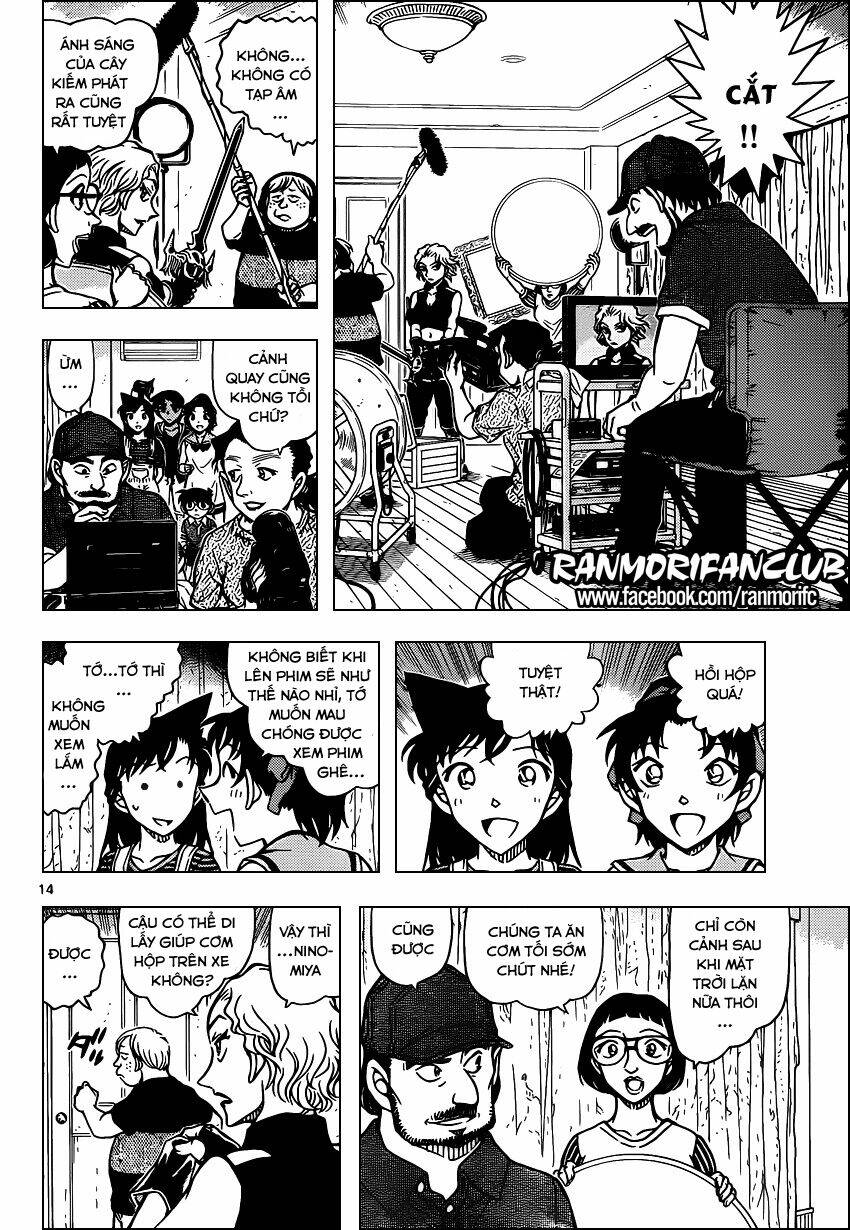 CẮT
!!
KHÔNG...
KHÔNG CÓ
TẠP ÂM
...
ÁNH SÁNG
CỦA CÂY
KIẾM PHÁT
RA CŨNG
RẤT TUYỆT
CẢNH
QUAY CŨNG
KHÔNG TỒI
CHỨ?
ỪM
...
RANMORIFANCLUB
www.facebook.com/ranmorifc
HỒI HỘP
QUÁ!
TUYỆT
THẬT!
KHÔNG BIẾT KHI
LÊN PHIM SẼ NHƯ
THẾ NÀO NHỈ, TỚ
MUỐN MAU
CHÓNG ĐƯỢC
XEM PHIM
GHÊ...
TỚ...TỚ THÌ
...
KHÔNG
MUỐN
XEM
LẮM
...
14
CHỈ CÒN
CẢNH SAU
KHI MẶT
TRỜI LẶN
NỮA THÔI
...
CHÚNG TA ĂN
CƠM TỐI SỚM
CHÚT NHÉ!
CŨNG
ĐƯỢC
VẬY THÌ
...NINO-
MIYA
CẬU CÓ THỂ DI
LẤY GIÚP CƠM
HỘP TRÊN XE
KHÔNG?
ĐƯỢC
...
ダッ